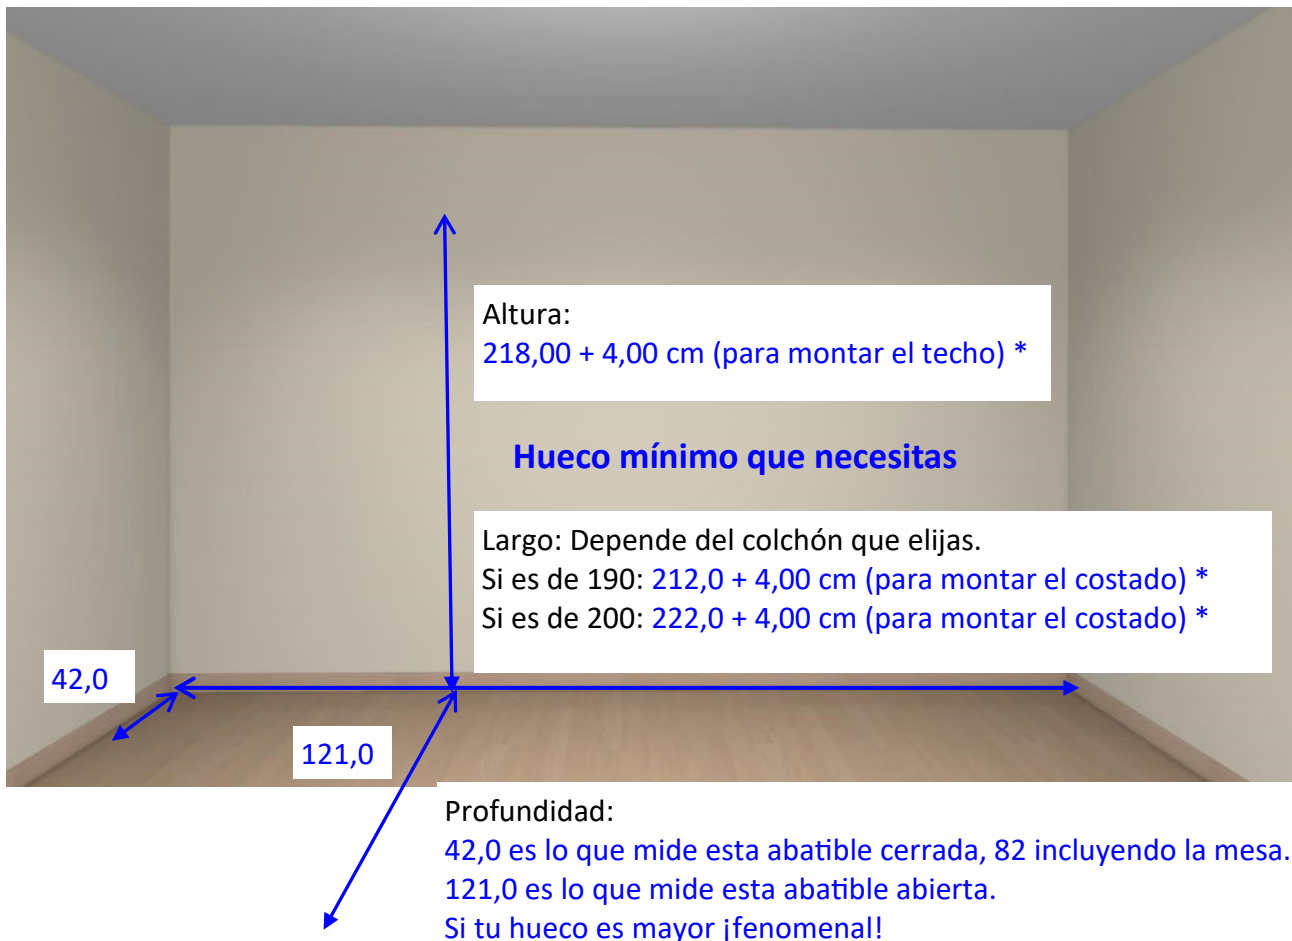 Altura:
218,00 + 4,00 cm (para montar el techo) *
Hueco mínimo que necesitas
Largo: Depende del colchón que elijas.
Si es de 190: 212,0 + 4,00 cm (para montar el costado) *
Si es de 200: 222,0 + 4,00 cm (para montar el costado) *
42,0
121,0
Profundidad:
42,0 es lo que mide esta abatible cerrada, 82 incluyendo la mesa.
121,0 es lo que mide esta abatible abierta.
Si tu hueco es mayor ¡fenomenal!